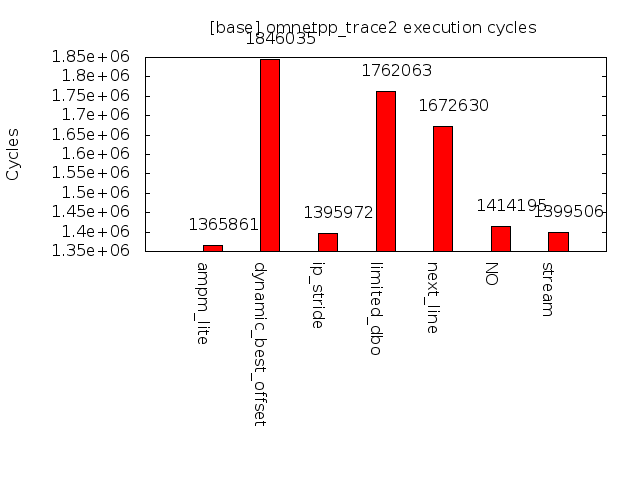 [base] omnetpp_trace2 execution cycles
Cycles
1.85e+06
1.8e+06
1.75e+06
1.7e+06
1.65e+06
1.6e+06
1.55e+06
1.5e+06
1.45e+06
1.4e+06
1.35e+06
1365861
1846035
1395972
1762063
1672630
1414195
1399506
ampm_lite
dynamic_best_offset
ip_stride
limited_dbo
next_line
NO
stream